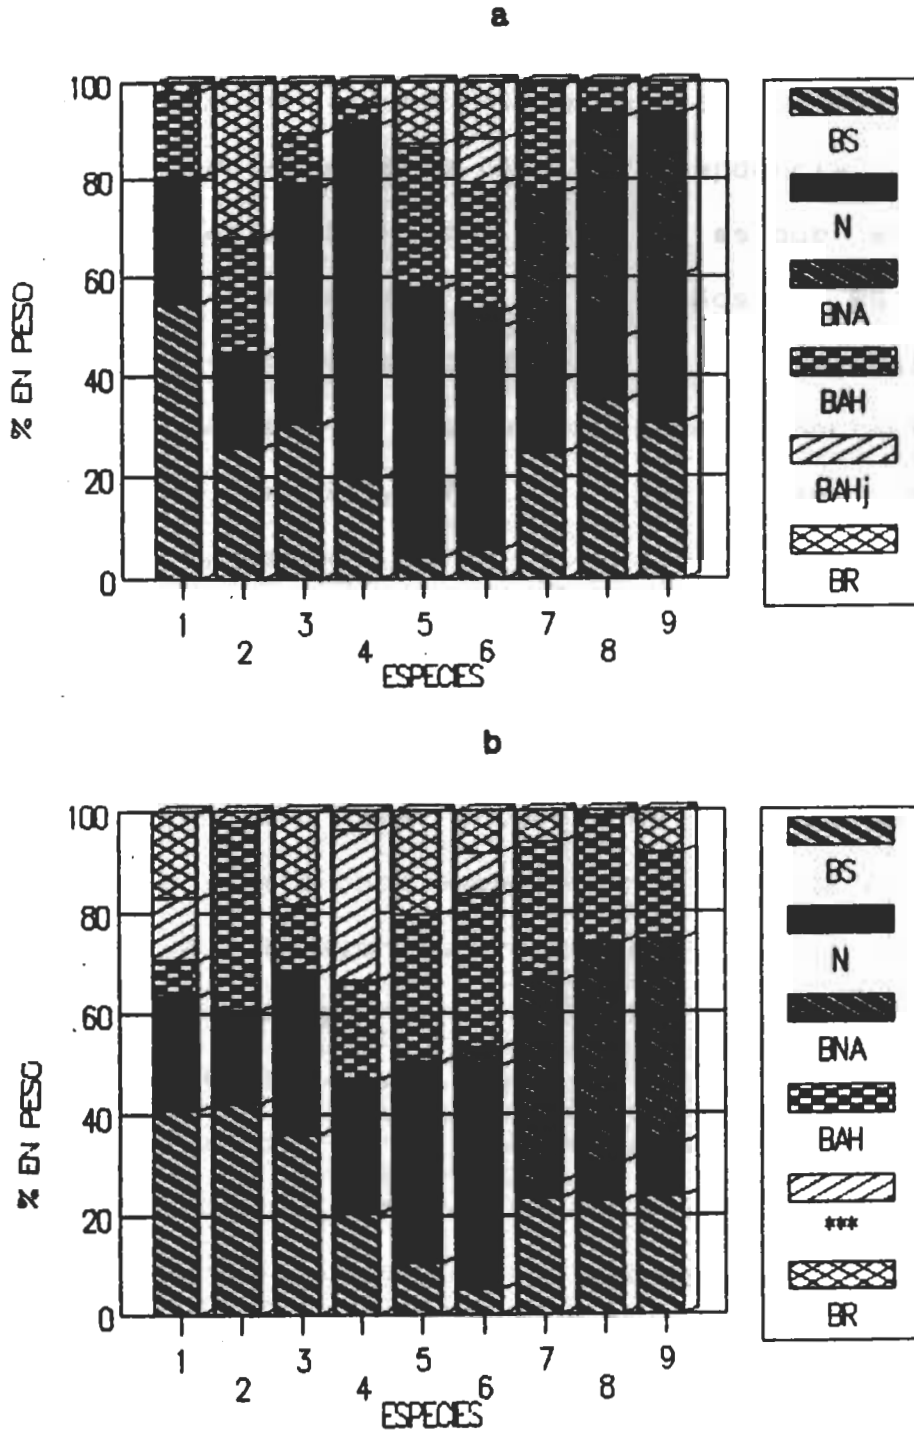 a
100
80
60
40
20
0
% EN PESO
1 2 3 4 5 6 7 8 9
ESPECIES
BS
N
BNA
BAH
BAHj
BR
b
100
80
60
40
20
0
% EN PESO
1 2 3 4 5 6 7 8 9
ESPECIES
BS
N
BNA
BAH
***
BR